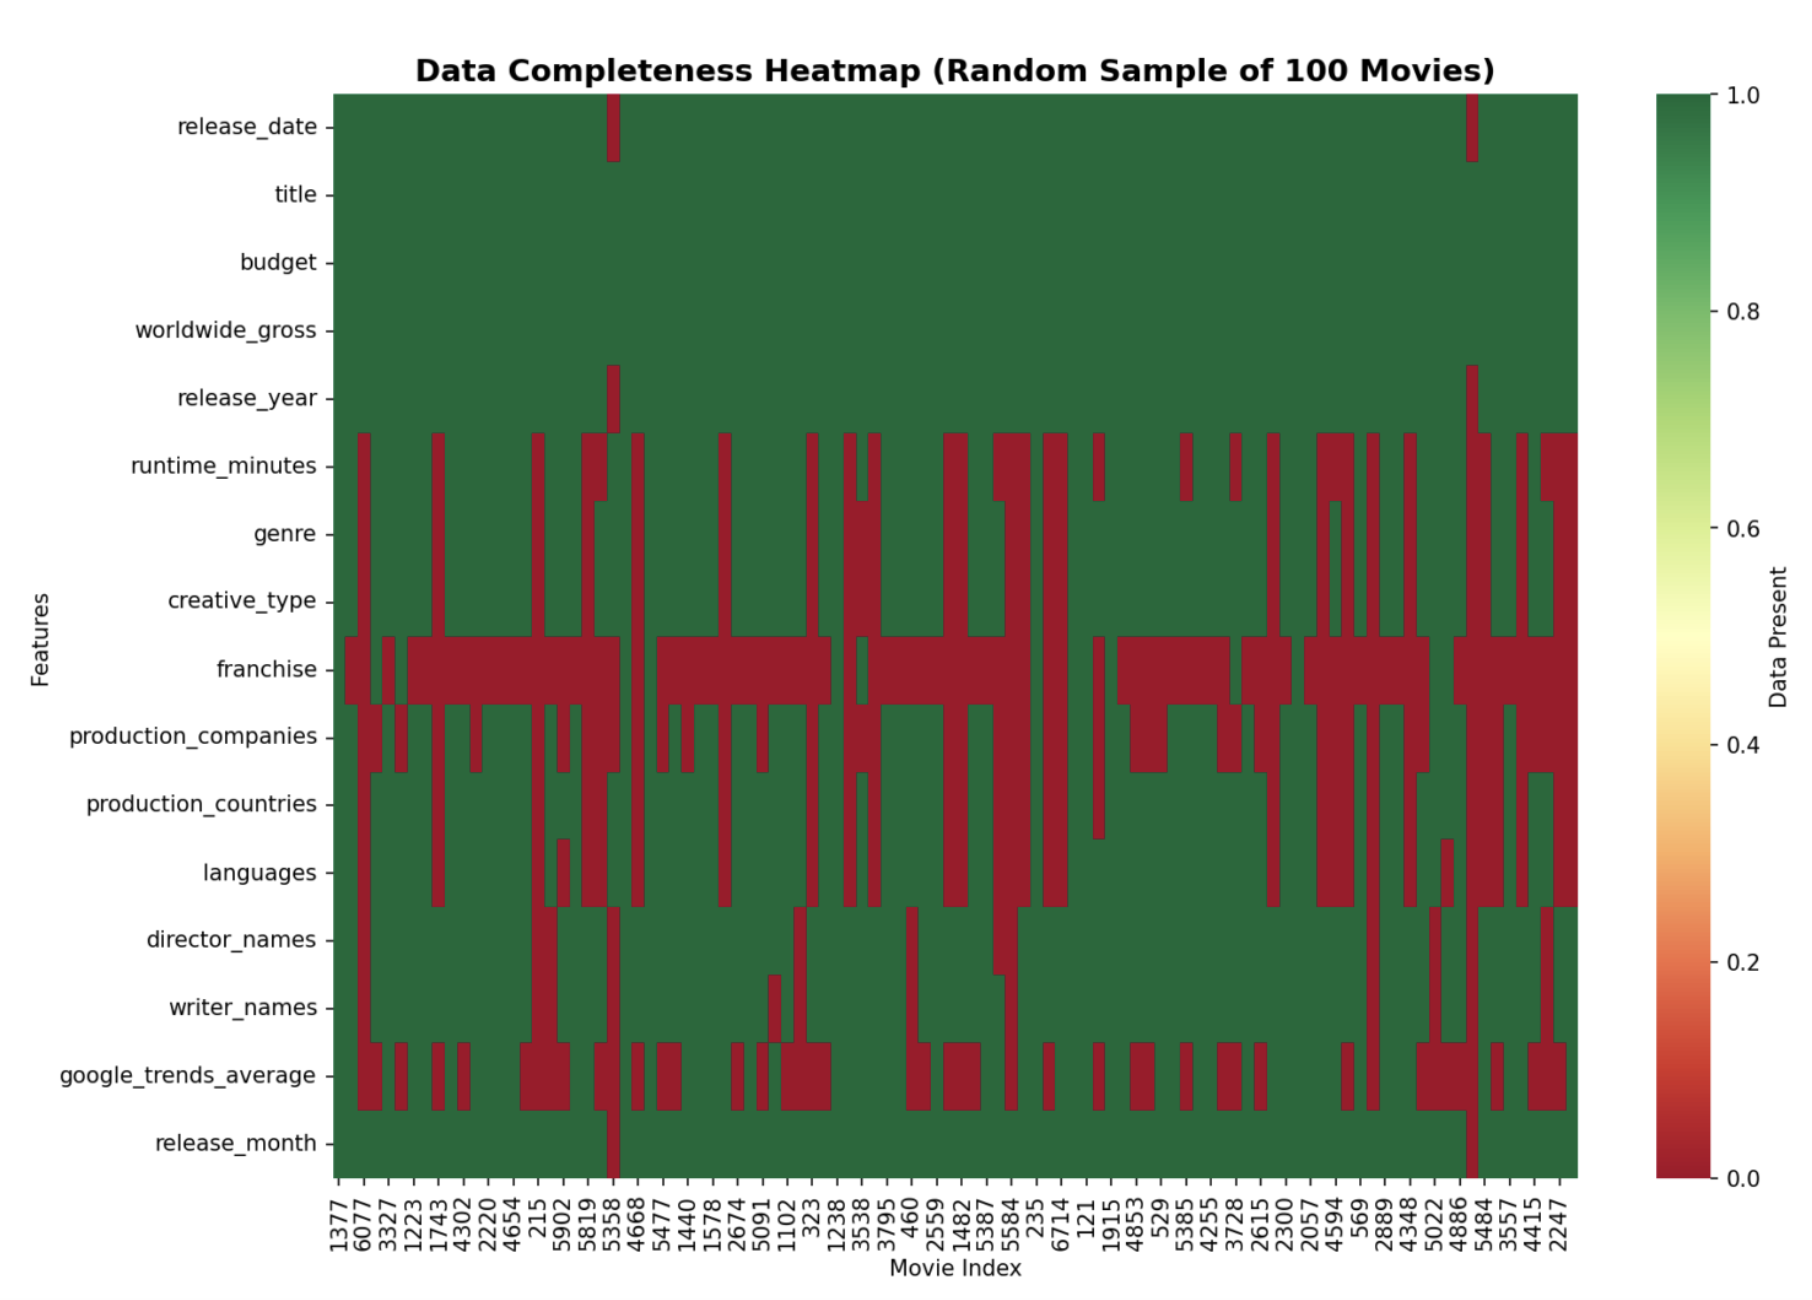 Data Completeness Heatmap (Random Sample of 100 Movies)
release_date
title
budget
worldwide_gross
release_year
runtime_minutes
genre
creative_type
franchise
production_companies
production_countries
languages
director_names
writer_names
google_trends_average
release_month
Features
1377
6077
3327
1223
1743
4302
2220
4654
215
5902
5819
5358
4668
5477
1440
1578
2674
5091
1102
323
1238
3538
3795
460
2559
1482
5387
5584
235
6714
121
1915
4853
529
5385
4255
3728
2615
2300
2057
4594
569
2889
4348
5022
4886
5484
3557
4415
2247
Movie Index
1.0
0.8
0.6
0.4
0.2
0.0
Data Present